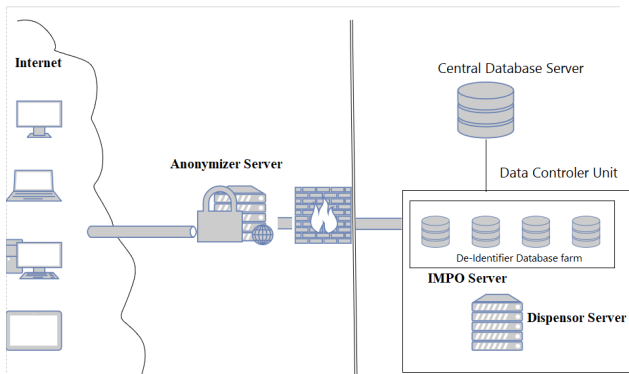 Internet
Central Database Server
Anonymizer Server
Data Controler Unit
De-Identifier Database farm
IMPO Server
Dispensor Server